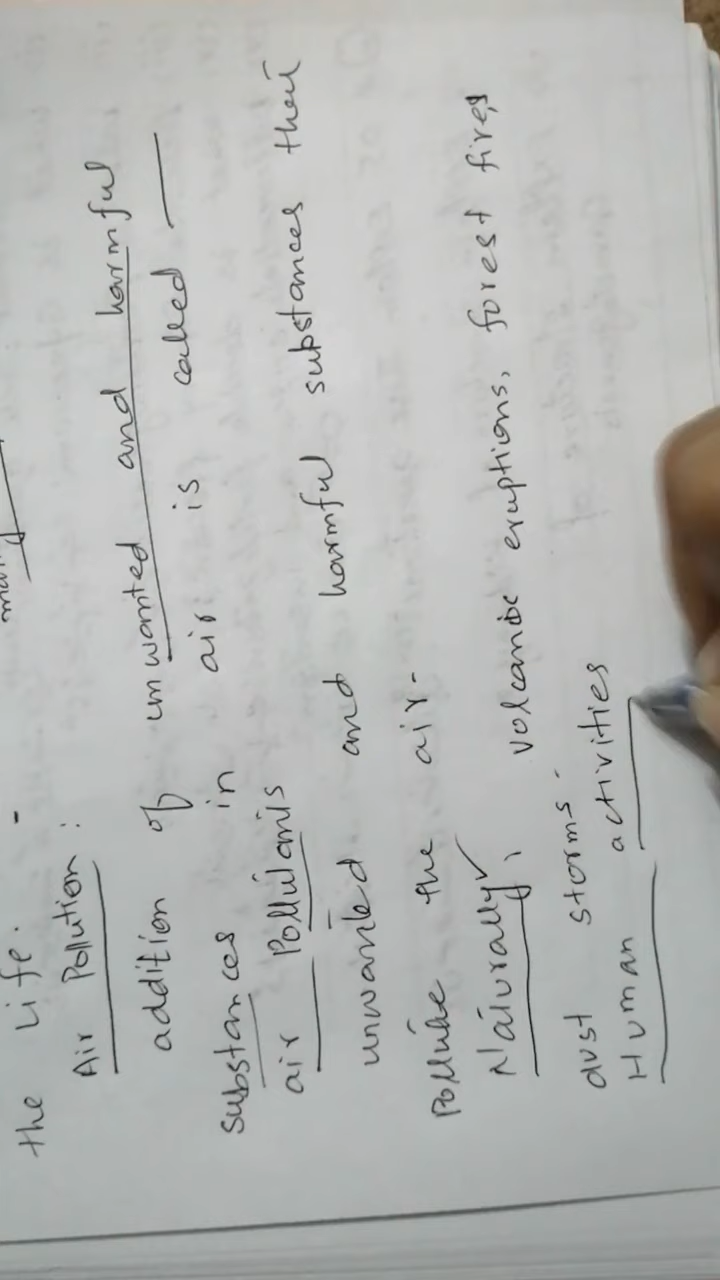 the Life.
Air Pollution :
addition of unwanted and harmful
substances in air is called —
air Pollutants
unwanted and harmful substances that
Pollute the air.
Naturally, volcanic eruptions, forest fires
dust storms.
Human activities